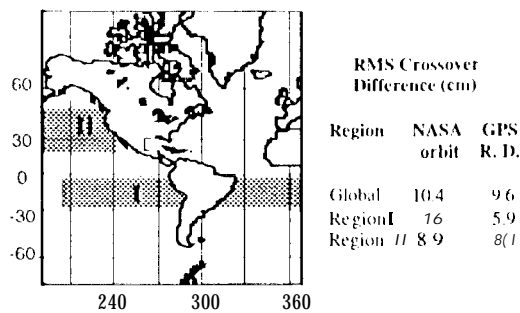 60
30
0
-30
-60
240 300 360
II
I
RMS Crossover
Difference (cm)
Region NASA GPS
orbit R. D.
Global 10.4 9.6
Region I 16 5.9
Region II 8.9